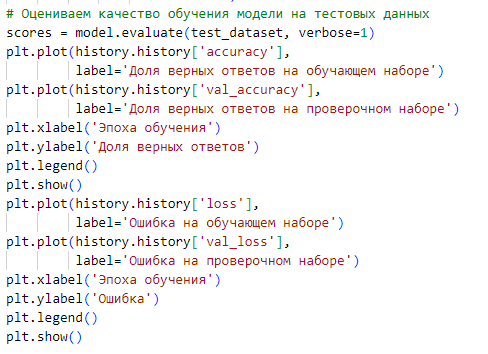 # Оцениваем качество обучения модели на тестовых данных
scores = model.evaluate(test_dataset, verbose=1)
plt.plot(history.history['accuracy'],
         label='Доля верных ответов на обучающем наборе')
plt.plot(history.history['val_accuracy'],
         label='Доля верных ответов на проверочном наборе')
plt.xlabel('Эпоха обучения')
plt.ylabel('Доля верных ответов')
plt.legend()
plt.show()
plt.plot(history.history['loss'],
         label='Ошибка на обучающем наборе')
plt.plot(history.history['val_loss'],
         label='Ошибка на проверочном наборе')
plt.xlabel('Эпоха обучения')
plt.ylabel('Ошибка')
plt.legend()
plt.show()